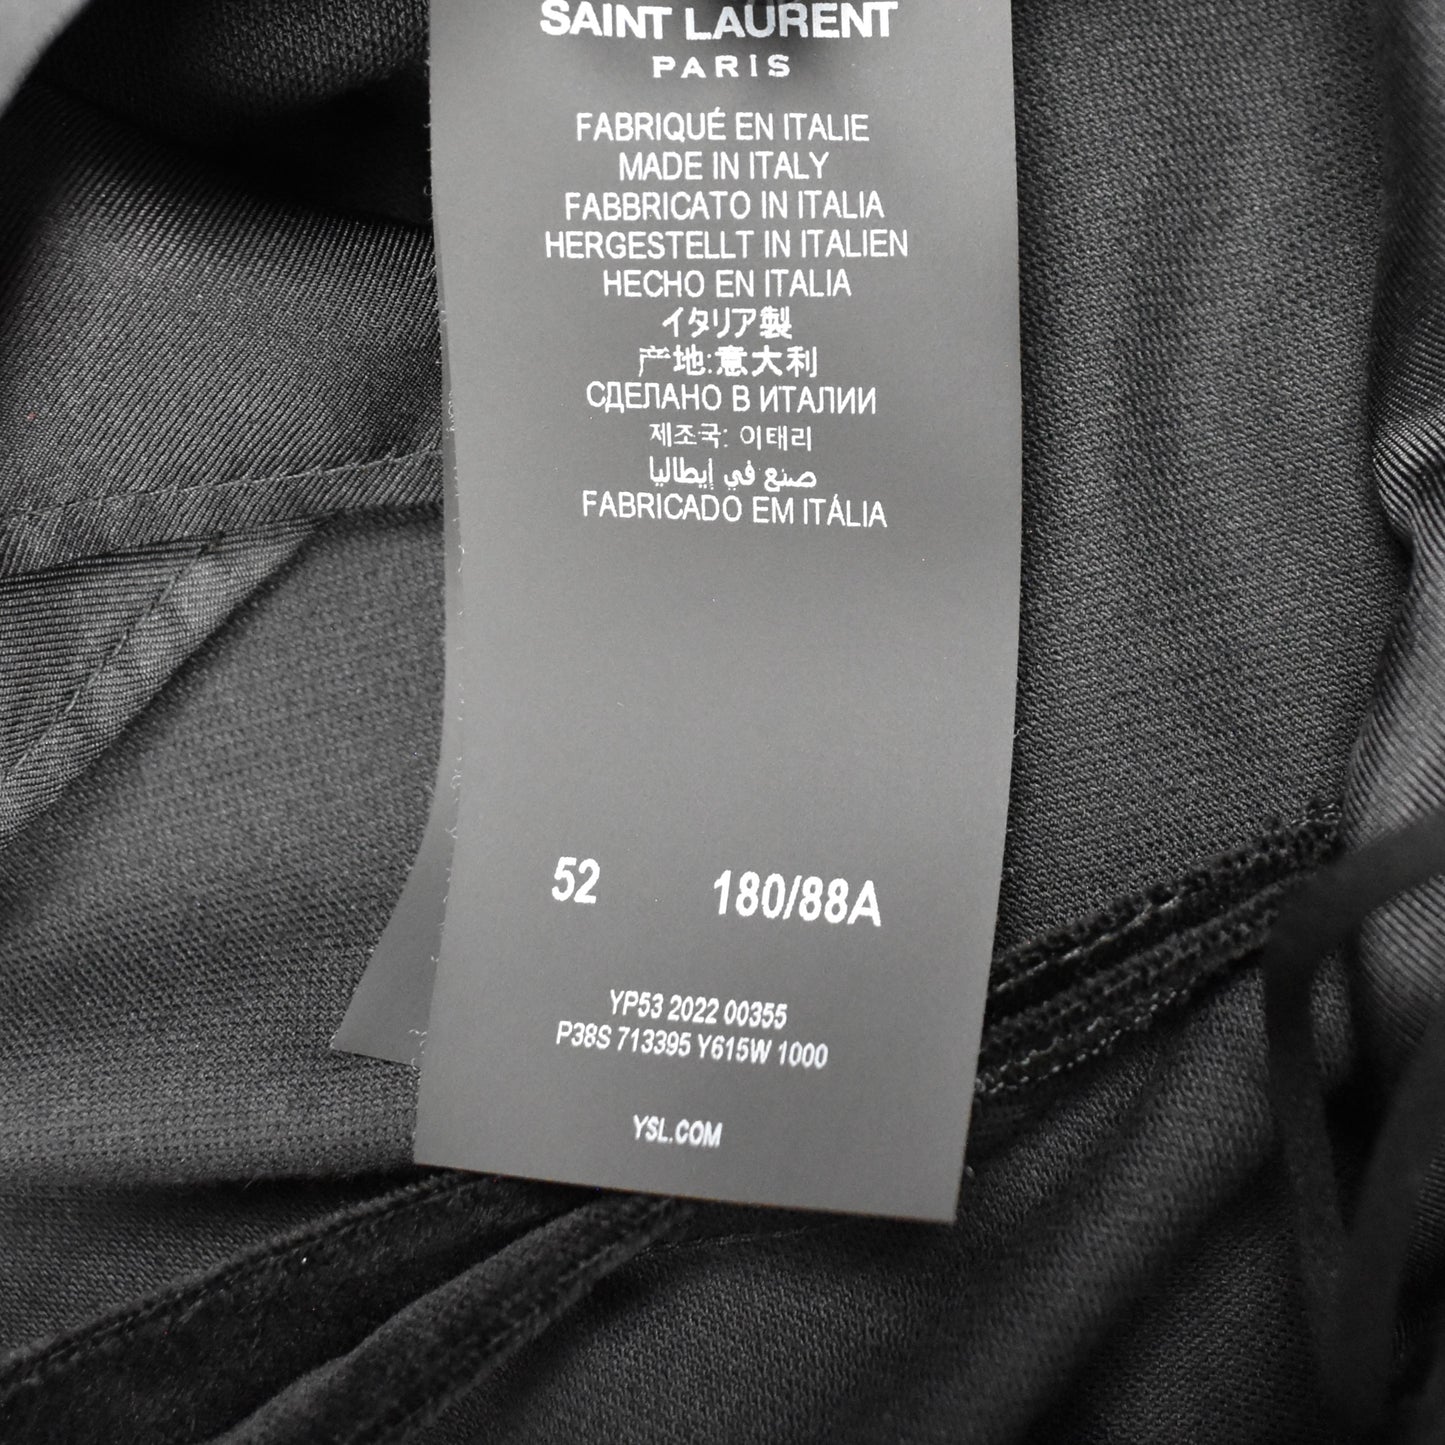 SAINT LAURENT
PARIS
FABRIQUÉ EN ITALIE
MADE IN ITALY
FABBRICATO IN ITALIA
HERGESTELLT IN ITALIEN
HECHO EN ITALIA
イタリア製
产地:意大利
СДЕЛАНО В ИТАЛИИ
제조국: 이태리
صنع في إيطاليا
FABRICADO EM ITÁLIA
52 180/88A
YP53 2022 00355
P38S 713395 Y615W 1000
YSL.COM